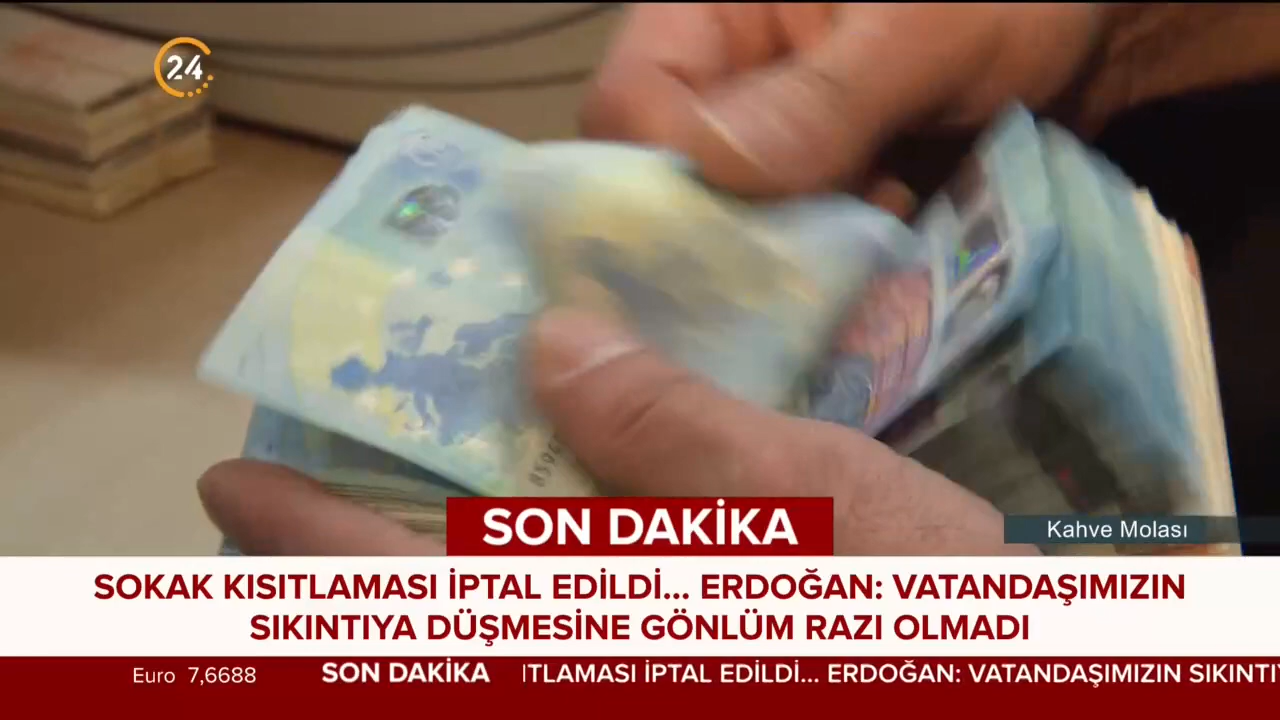 24
SON DAKİKA
Kahve Molası
SOKAK KISITLAMASI İPTAL EDİLDİ... ERDOĞAN: VATANDAŞIMIZIN
SIKINTIYA DÜŞMESİNE GÖNLÜM RAZI OLMADI
Euro 7,6688 SON DAKİKA ITLAMASI İPTAL EDİLDİ... ERDOĞAN: VATANDAŞIMIZIN SIKINTI